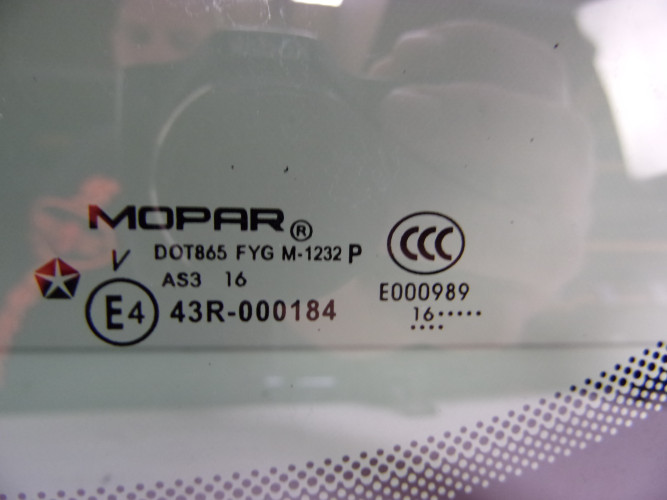 MOPAR®
V DOT865 FYG M-1232 P
AS3 16
E4 43R-000184
CCC
E000989
16·····
····